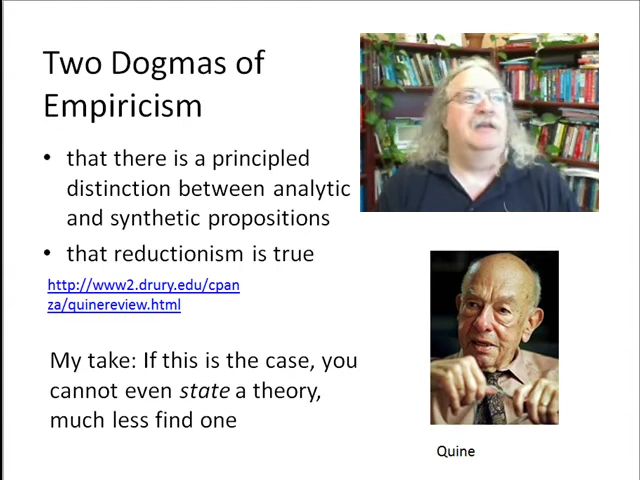 Two Dogmas of
Empiricism
• that there is a principled
distinction between analytic
and synthetic propositions
• that reductionism is true
http://www2.drury.edu/cpan
za/quinereview.html
My take: If this is the case, you
cannot even state a theory,
much less find one
Quine